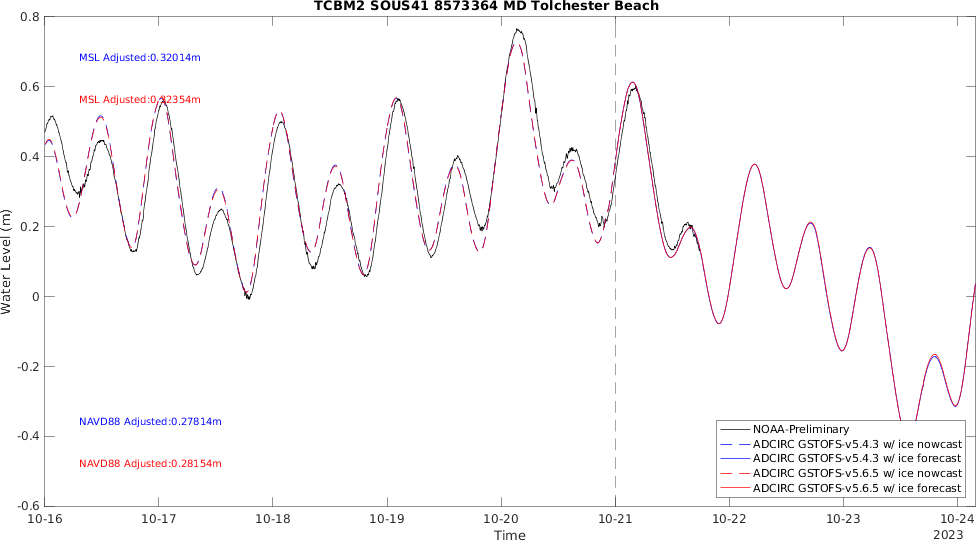 TCBM2 SOUS41 8573364 MD Tolchester Beach
0.8
0.6
0.4
0.2
0
-0.2
-0.4
-0.6
Water Level (m)
MSL Adjusted:0.32014m
MSL Adjusted:0.32354m
NAVD88 Adjusted:0.27814m
NAVD88 Adjusted:0.28154m
NOAA-Preliminary
ADCIRC GSTOFS-v5.4.3 w/ ice nowcast
ADCIRC GSTOFS-v5.4.3 w/ ice forecast
ADCIRC GSTOFS-v5.6.5 w/ ice nowcast
ADCIRC GSTOFS-v5.6.5 w/ ice forecast
10-16 10-17 10-18 10-19 10-20 10-21 10-22 10-23 10-24
Time 2023